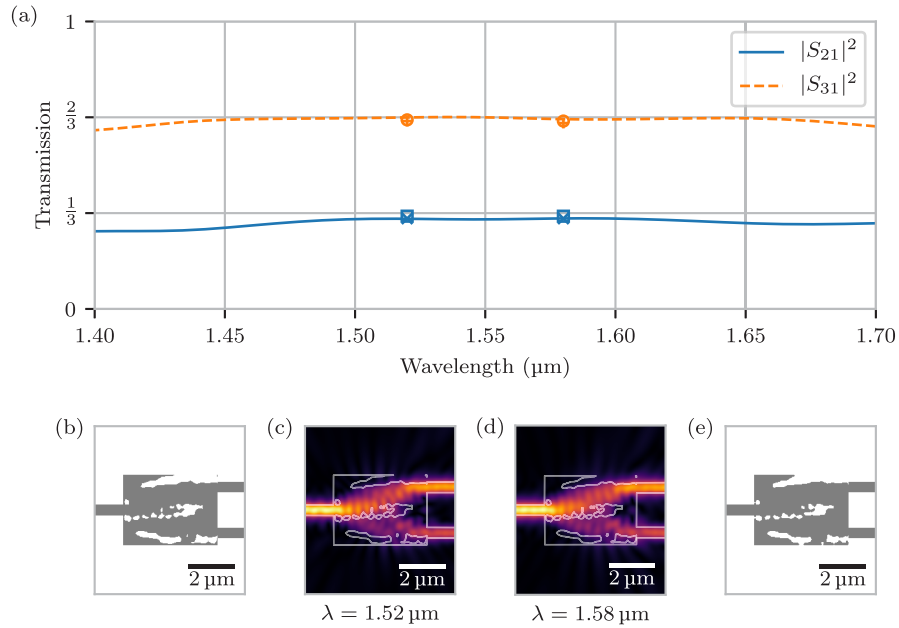 (a)
1
2/3
1/3
0
Transmission
|S₂₁|²
|S₃₁|²
1.40 1.45 1.50 1.55 1.60 1.65 1.70
Wavelength (µm)
(b) (c) (d) (e)
2 µm 2 µm 2 µm 2 µm
λ = 1.52 µm λ = 1.58 µm